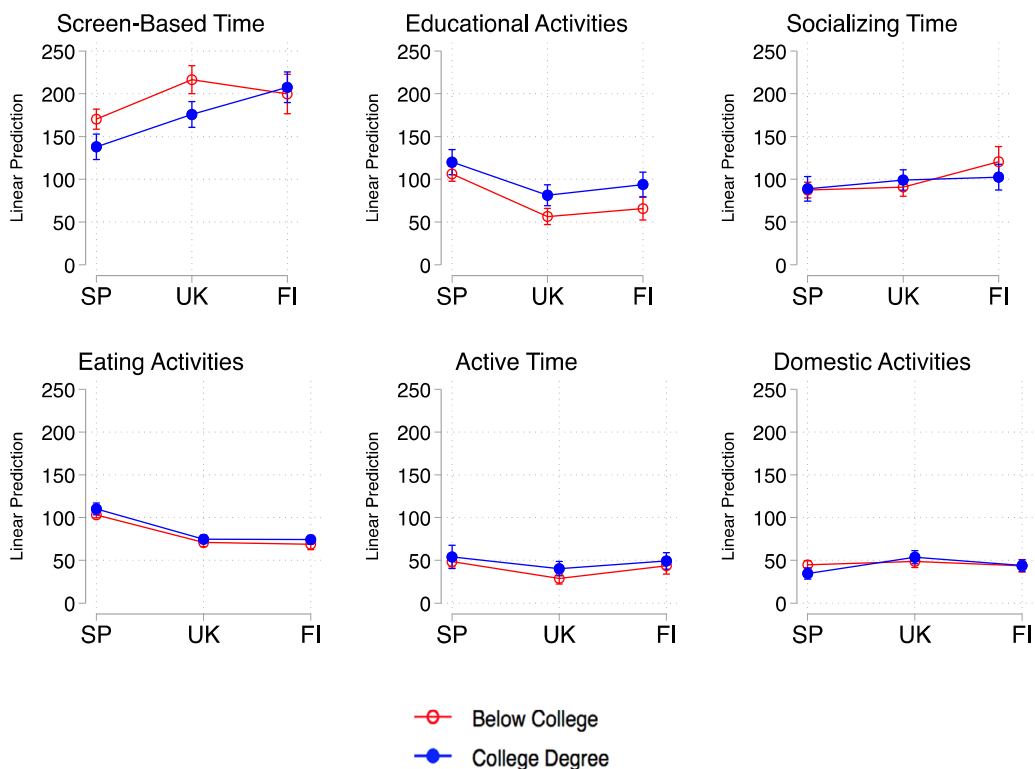 Screen-Based Time
Linear Prediction
250
200
150
100
50
0
SP UK FI
Educational Activities
Linear Prediction
250
200
150
100
50
0
SP UK FI
Socializing Time
Linear Prediction
250
200
150
100
50
0
SP UK FI
Eating Activities
Linear Prediction
250
200
150
100
50
0
SP UK FI
Active Time
Linear Prediction
250
200
150
100
50
0
SP UK FI
Domestic Activities
Linear Prediction
250
200
150
100
50
0
SP UK FI
Below College
College Degree